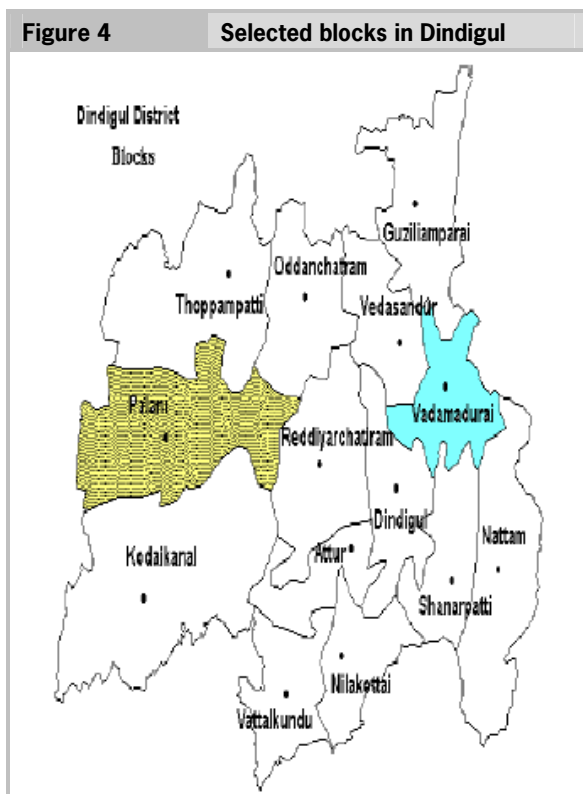 Figure 4 Selected blocks in Dindigul
Dindigul District
Blocks
Guziliamparai
Oddanchatram
Thoppampatti
Vedasandur
Palani
Vadamadurai
Reddiyarchatiram
Dindigul
Nattam
Attur
Kodaikanal
Shanarpatti
Nilakottai
Vattalkundu